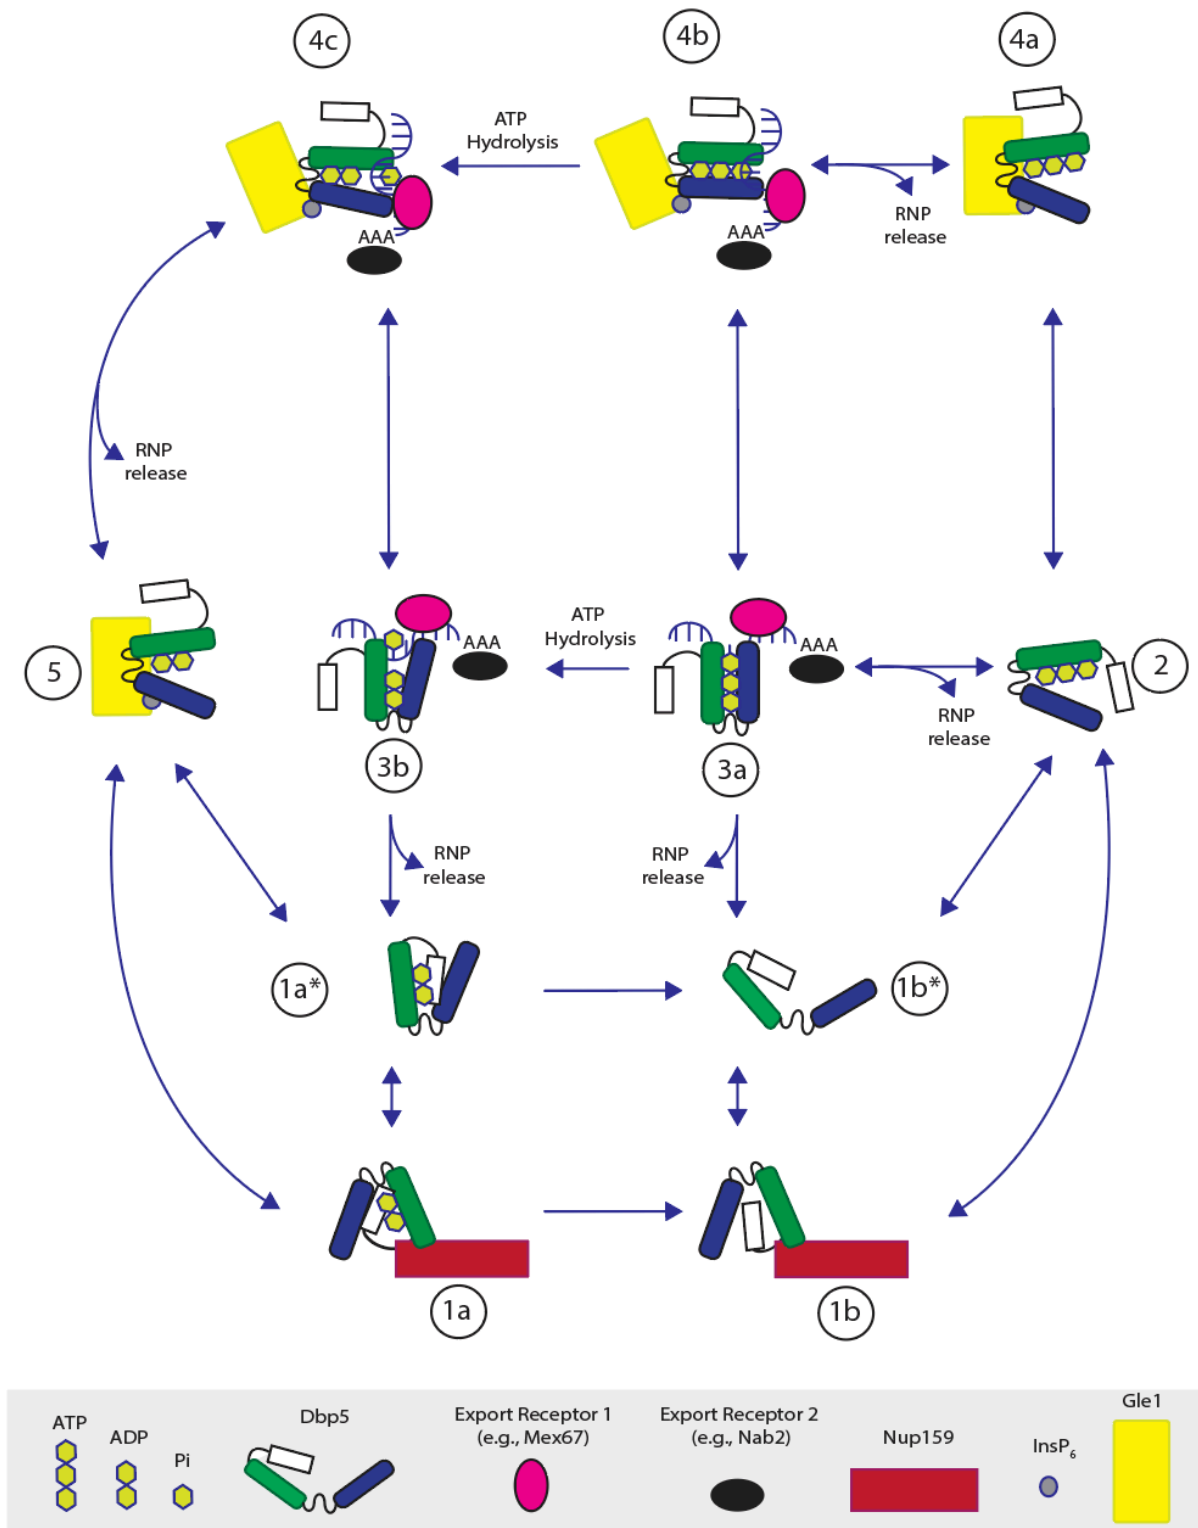 4c
4b
4a
ATP
Hydrolysis
RNP
release
AAA
AAA
RNP
release
ATP
Hydrolysis
AAA
AAA
5
2
RNP
release
3b
3a
RNP
release
RNP
release
1a*
1b*
1a
1b
ATP
ADP
Pi
Dbp5
Export Receptor 1
(e.g., Mex67)
Export Receptor 2
(e.g., Nab2)
Nup159
InsP6
Gle1